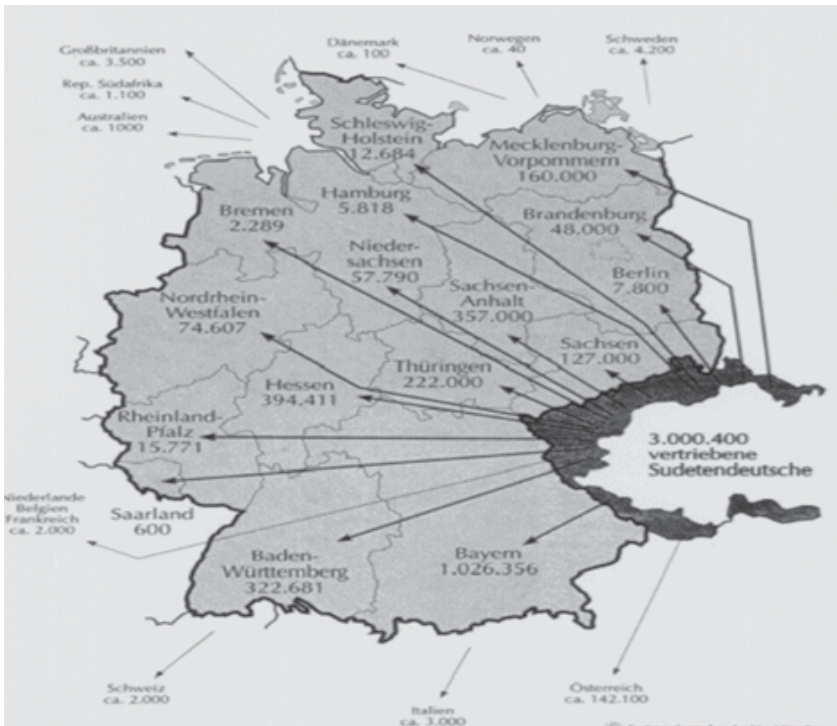 Großbritannien
ca. 3.500
Rep. Südafrika
ca. 1.100
Australien
ca. 1000
Dänemark
ca. 100
Norwegen
ca. 40
Schweden
ca. 4.200
Schleswig-
Holstein
12.684
Mecklenburg-
Vorpommern
160.000
Hamburg
5.818
Bremen
2.289
Brandenburg
48.000
Nieder-
sachsen
57.790
Berlin
7.800
Sachsen-
Anhalt
357.000
Nordrhein-
Westfalen
74.607
Sachsen
127.000
Thüringen
222.000
Hessen
394.411
Rheinland-
Pfalz
15.771
3.000.400
vertriebene
Sudetendeutsche
Niederlande
Belgien
Frankreich
ca. 2.000
Saarland
600
Baden-
Württemberg
322.681
Bayern
1.026.356
Schweiz
ca. 2.000
Italien
ca. 3.000
Österreich
ca. 142.100